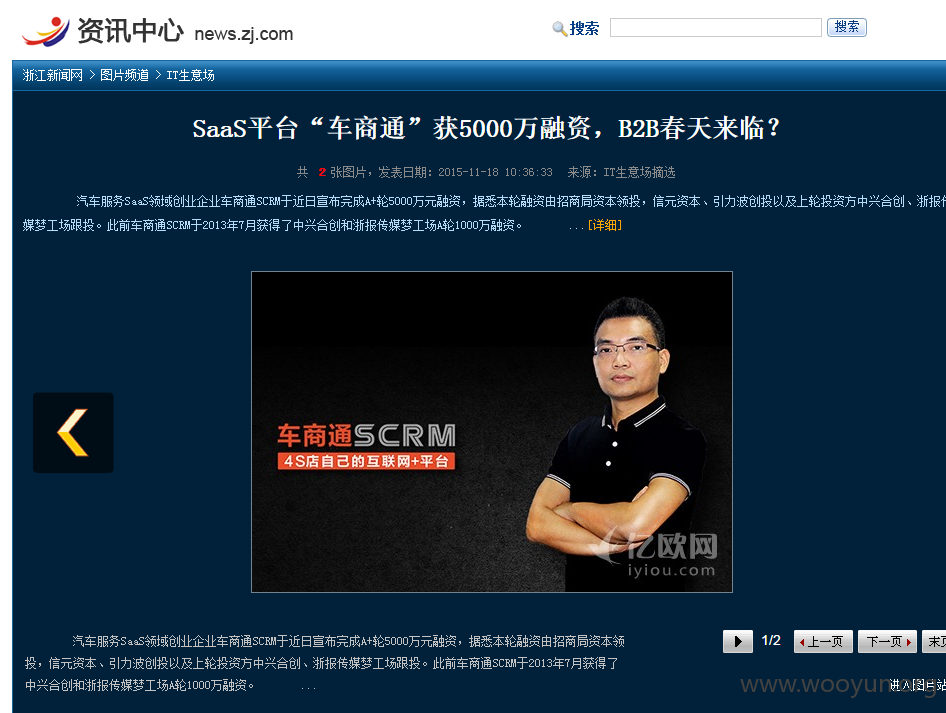 资讯中心 news.zj.com
搜索 搜索
浙江新闻网 > 图片频道 > IT生意场
SaaS平台“车商通”获5000万融资，B2B春天来临？
共 2 张图片，发表日期：2015-11-18 10:36:33 来源：IT生意场摘选
汽车服务SaaS领域创业企业车商通SCRM于近日宣布完成A+轮5000万元融资，据悉本轮融资由招商局资本领投，信元资本、引力波创投以及上轮投资方中兴合创、浙报传
媒梦工场跟投。此前车商通SCRM于2013年7月获得了中兴合创和浙报传媒梦工场A轮1000万融资。 ...[详细]
车商通SCRM
4S店自己的互联网+平台
亿欧网
iyiou.com
汽车服务SaaS领域创业企业车商通SCRM于近日宣布完成A+轮5000万元融资，据悉本轮融资由招商局资本领
投，信元资本、引力波创投以及上轮投资方中兴合创、浙报传媒梦工场跟投。此前车商通SCRM于2013年7月获得了
中兴合创和浙报传媒梦工场A轮1000万融资。 ...
1/2 上一页 下一页 末页
www.wooyun.org
进入图片站